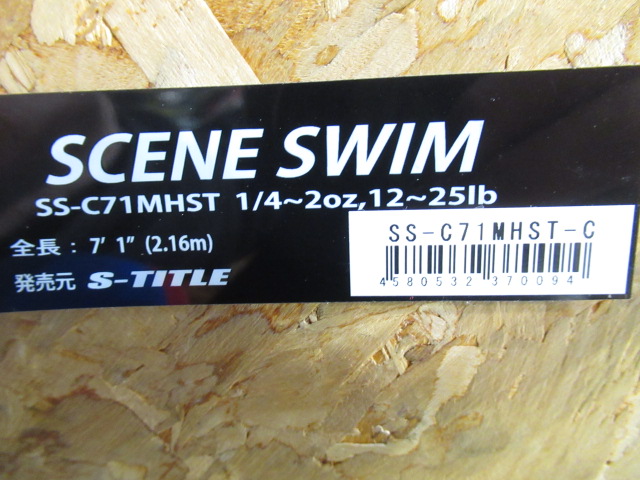 SCENE SWIM
SS-C71MHST 1/4~2oz,12~25lb
全長：7' 1" (2.16m)
発売元 S-TITLE
SS-C71MHST-C
4580532 370094